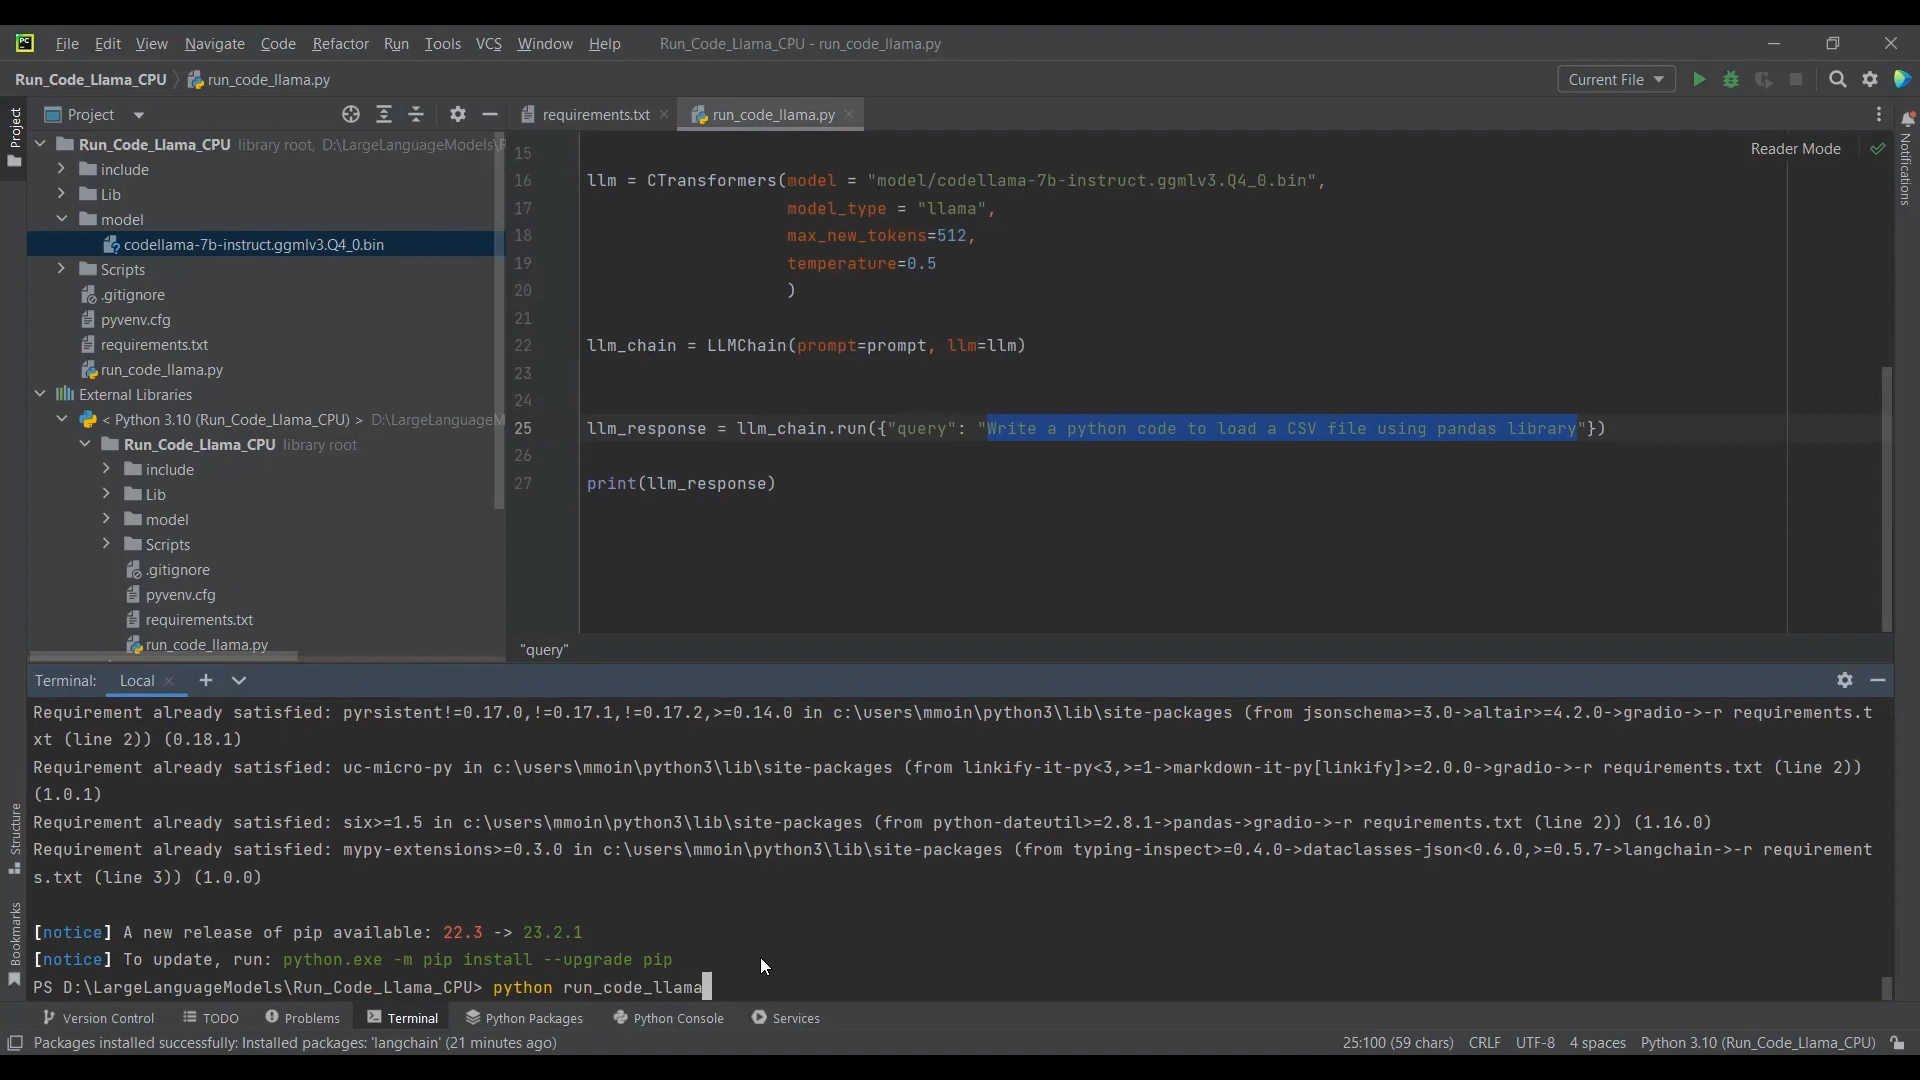 PC File Edit View Navigate Code Refactor Run Tools VCS Window Help Run_Code_Llama_CPU - run_code_llama.py
Run_Code_Llama_CPU run_code_llama.py Current File
Project requirements.txt run_code_llama.py
Project
Run_Code_Llama_CPU library root, D:\LargeLanguageModels\R
include
Lib
model
codellama-7b-instruct.ggmlv3.Q4_0.bin
Scripts
.gitignore
pyvenv.cfg
requirements.txt
run_code_llama.py
External Libraries
< Python 3.10 (Run_Code_Llama_CPU) > D:\LargeLanguageM
Run_Code_Llama_CPU library root
include
Lib
model
Scripts
.gitignore
pyvenv.cfg
requirements.txt
run_code_llama.py
Reader Mode
Notifications
15
16 llm = CTransformers(model = "model/codellama-7b-instruct.ggmlv3.Q4_0.bin",
17 model_type = "llama",
18 max_new_tokens=512,
19 temperature=0.5
20 )
21
22 llm_chain = LLMChain(prompt=prompt, llm=llm)
23
24
25 llm_response = llm_chain.run({"query": "Write a python code to load a CSV file using pandas library"})
26
27 print(llm_response)
"query"
Terminal: Local
Requirement already satisfied: pyrsistent!=0.17.0,!=0.17.1,!=0.17.2,>=0.14.0 in c:\users\mmoin\python3\lib\site-packages (from jsonschema>=3.0->altair>=4.2.0->gradio->-r requirements.t
xt (line 2)) (0.18.1)
Requirement already satisfied: uc-micro-py in c:\users\mmoin\python3\lib\site-packages (from linkify-it-py<3,>=1->markdown-it-py[linkify]>=2.0.0->gradio->-r requirements.txt (line 2))
(1.0.1)
Requirement already satisfied: six>=1.5 in c:\users\mmoin\python3\lib\site-packages (from python-dateutil>=2.8.1->pandas->gradio->-r requirements.txt (line 2)) (1.16.0)
Requirement already satisfied: mypy-extensions>=0.3.0 in c:\users\mmoin\python3\lib\site-packages (from typing-inspect>=0.4.0->dataclasses-json<0.6.0,>=0.5.7->langchain->-r requirement
s.txt (line 3)) (1.0.0)
[notice] A new release of pip available: 22.3 -> 23.2.1
[notice] To update, run: python.exe -m pip install --upgrade pip
PS D:\LargeLanguageModels\Run_Code_Llama_CPU> python run_code_llama
Structure
Bookmarks
Version Control TODO Problems Terminal Python Packages Python Console Services
Packages installed successfully: Installed packages: 'langchain' (21 minutes ago) 25:100 (59 chars) CRLF UTF-8 4 spaces Python 3.10 (Run_Code_Llama_CPU)